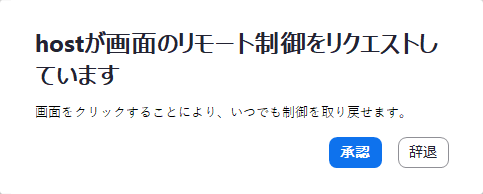 hostが画面のリモート制御をリクエストし
ています
画面をクリックすることにより、いつでも制御を取り戻せます。
承認 辞退